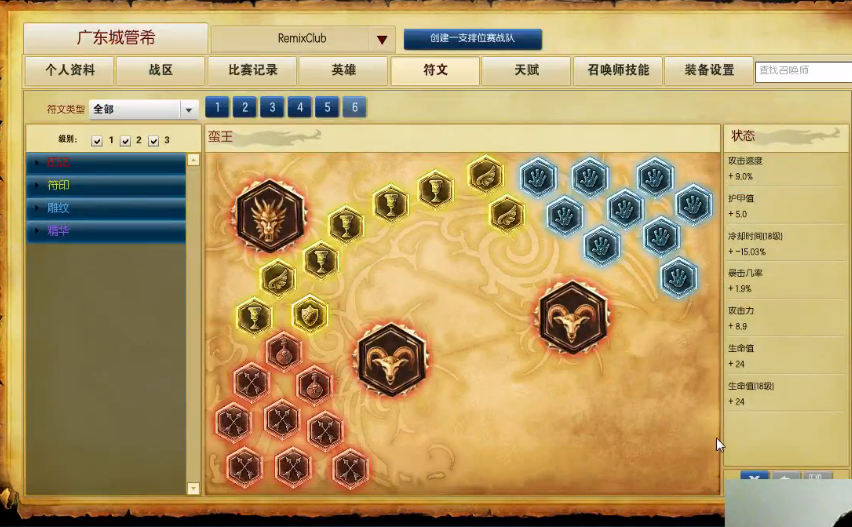 广东城管希
RemixClub
创建一支排位赛战队
个人资料
战区
比赛记录
英雄
符文
天赋
召唤师技能
装备设置
查找召唤师
符文类型
全部
1 2 3 4 5 6
级别: 1 2 3
蛮王
状态
印记
符印
雕纹
精华
攻击速度
+ 9.0%
护甲值
+ 5.0
冷却时间(18级)
+ -15.03%
暴击几率
+ 1.9%
攻击力
+ 8.9
生命值
+ 24
生命值(18级)
+ 24